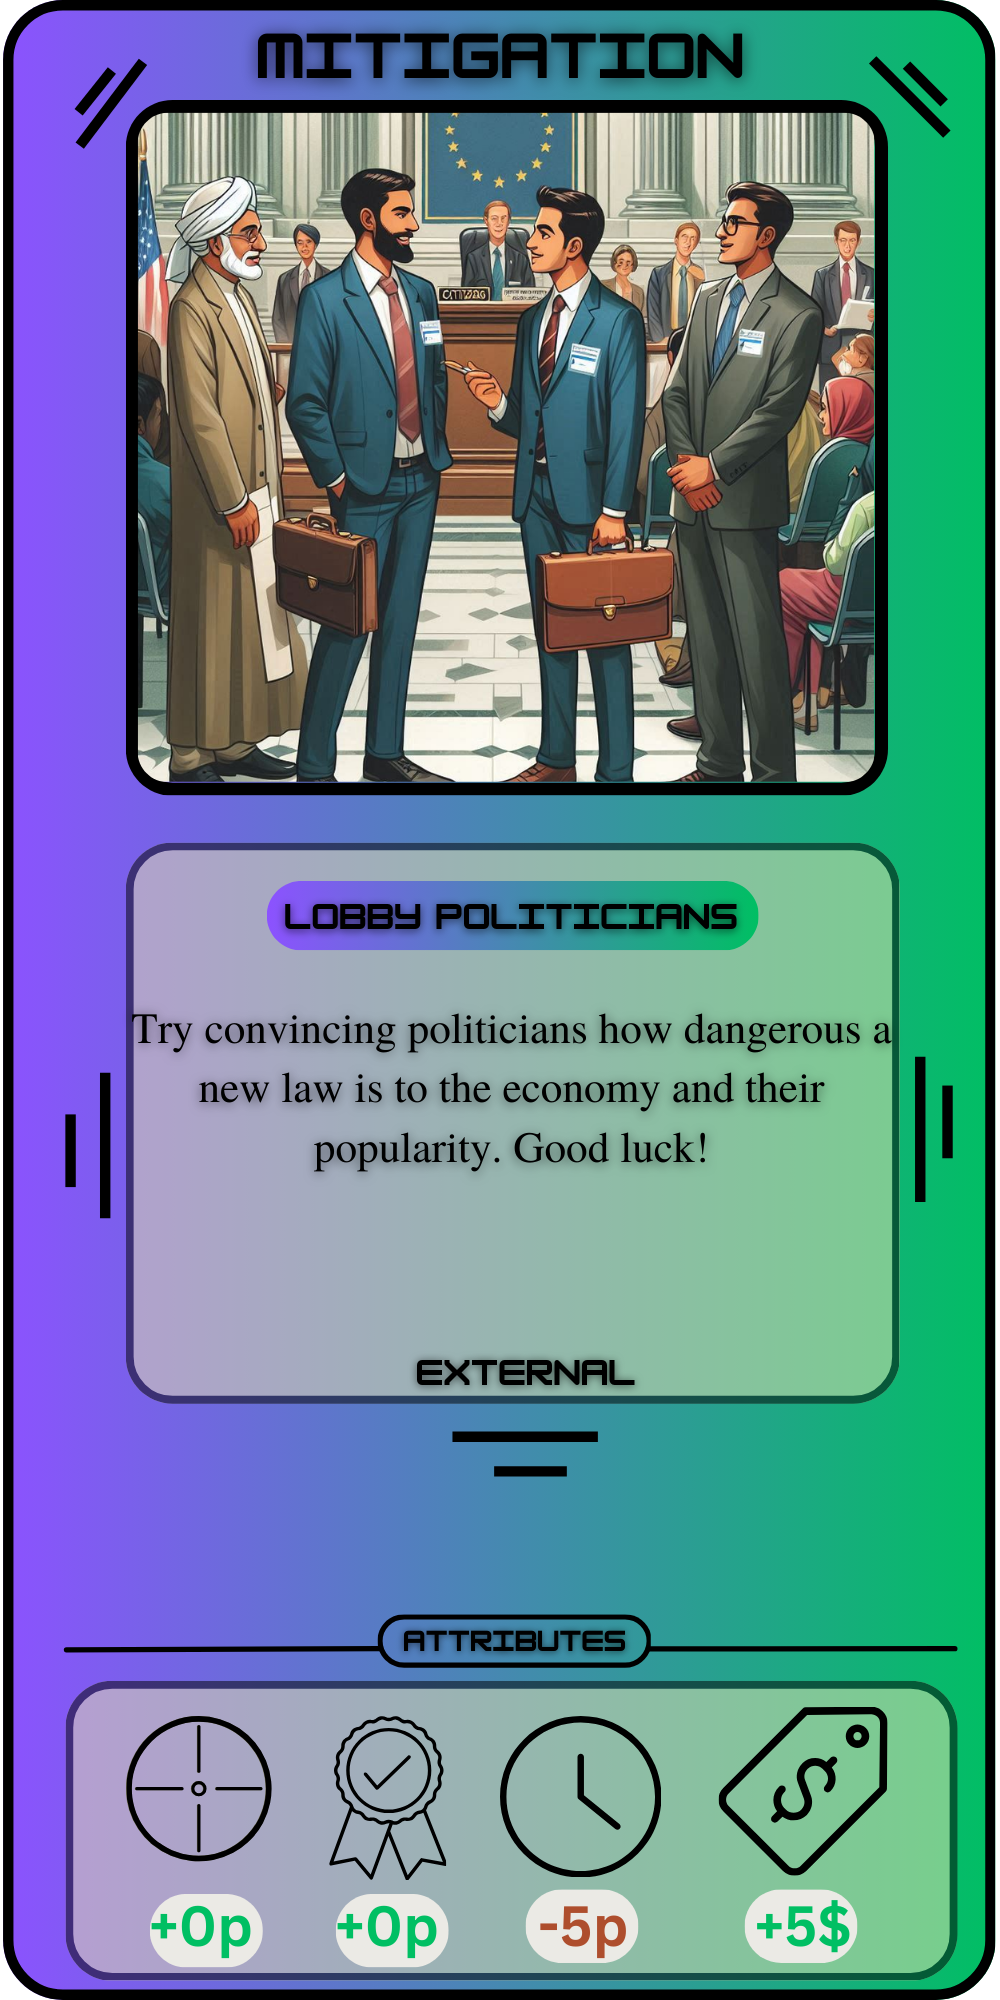 MITIGATION
LOBBY POLITICIANS
Try convincing politicians how dangerous a
new law is to the economy and their
popularity. Good luck!
EXTERNAL
ATTRIBUTES
+0p +0p -5p +5$